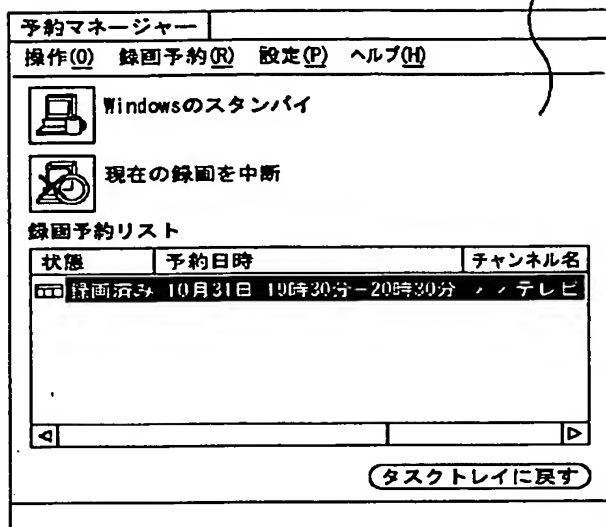 予約マネージャー
操作(O) 録画予約(R) 設定(P) ヘルプ(H)
Windowsのスタンバイ
現在の録画を中断
録画予約リスト
状態 予約日時 チャンネル名
録画済み 10月31日 19時30分-20時30分 テレビ
タスクトレイに戻す